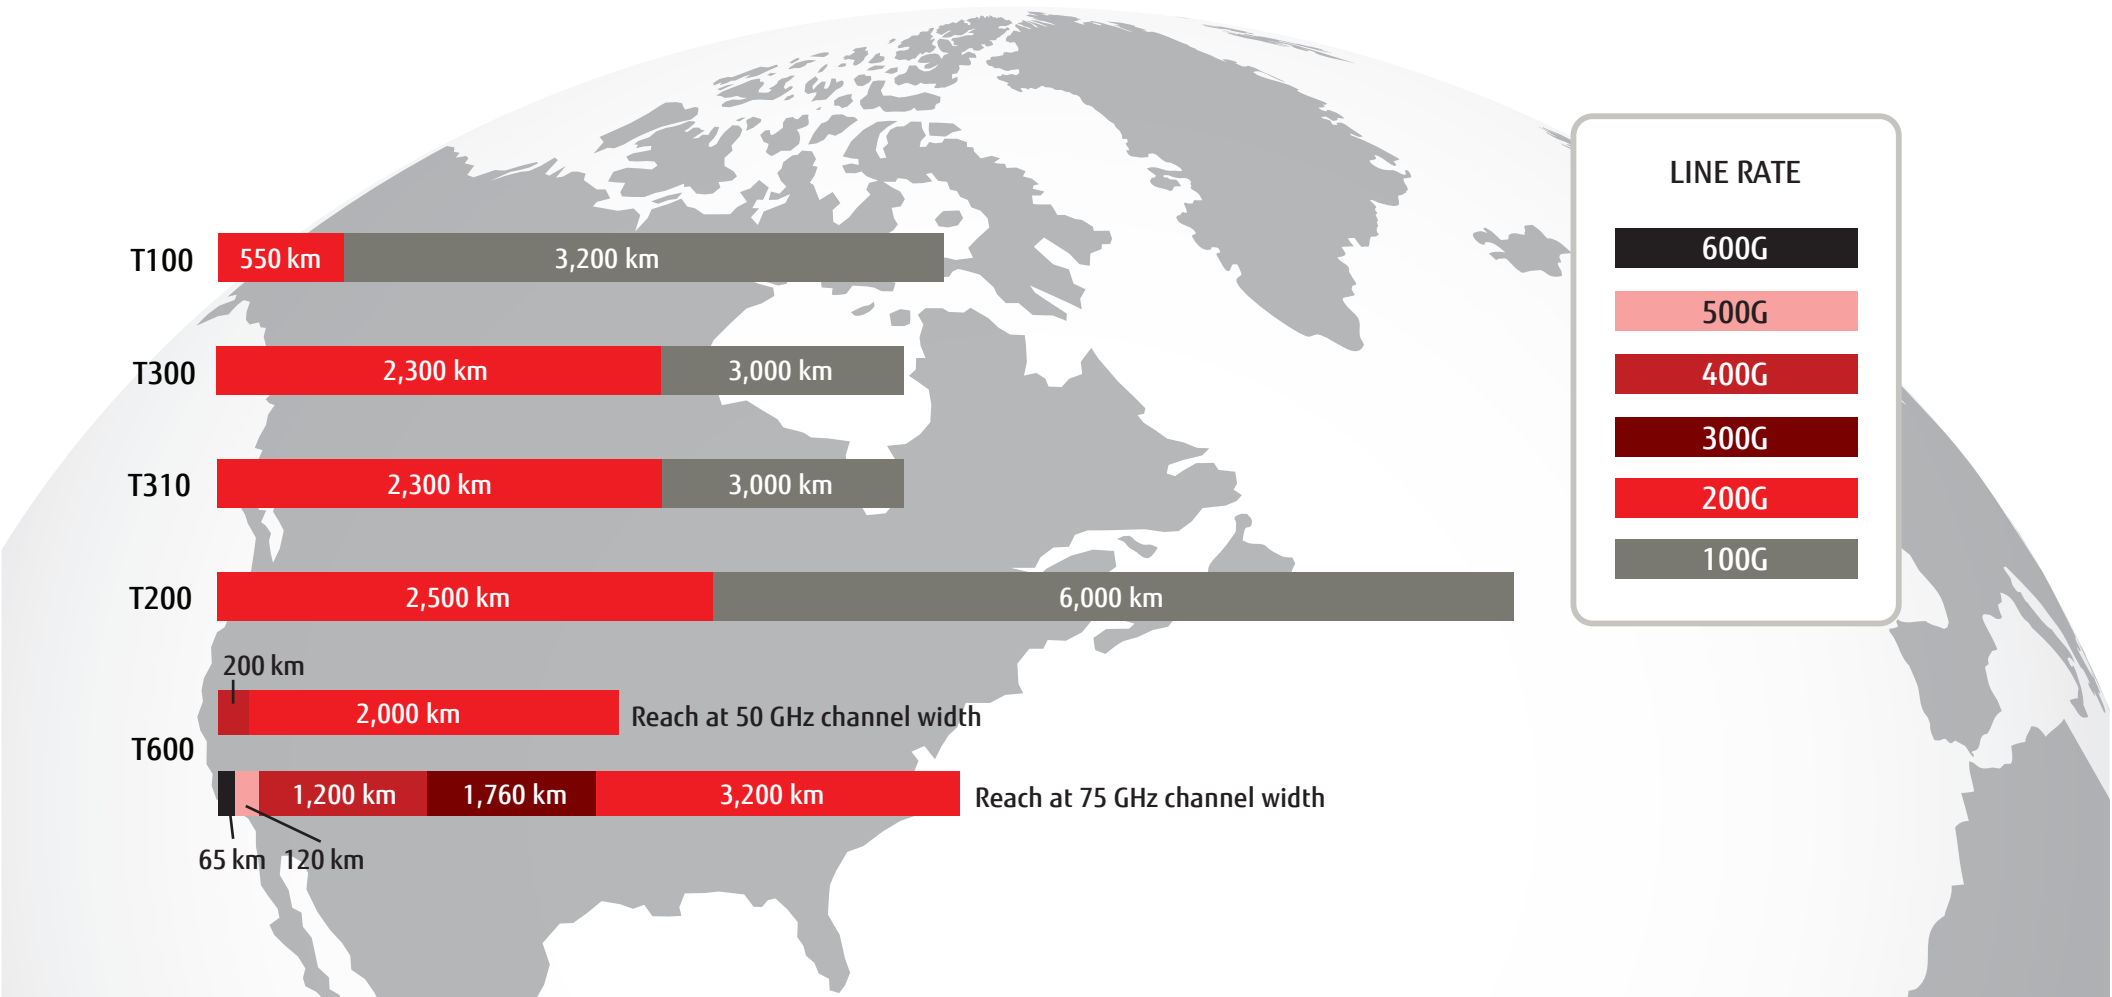 T100 550 km 3,200 km
T300 2,300 km 3,000 km
T310 2,300 km 3,000 km
T200 2,500 km 6,000 km
200 km
2,000 km Reach at 50 GHz channel width
T600
1,200 km 1,760 km 3,200 km Reach at 75 GHz channel width
65 km 120 km
LINE RATE
600G
500G
400G
300G
200G
100G